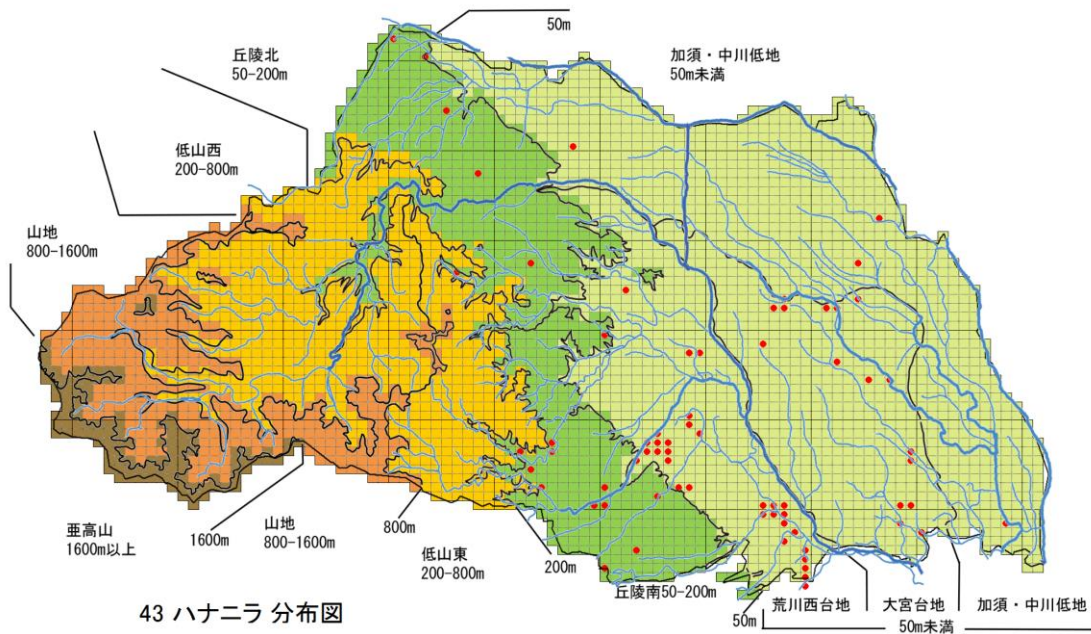 50m
丘陵北
50-200m
加須・中川低地
50m未満
低山西
200-800m
山地
800-1600m
亜高山
1600m以上
1600m
山地
800-1600m
800m
低山東
200-800m
200m
丘陵南50-200m
50m
荒川西台地
大宮台地
加須・中川低地
50m未満
43 ハナニラ 分布図